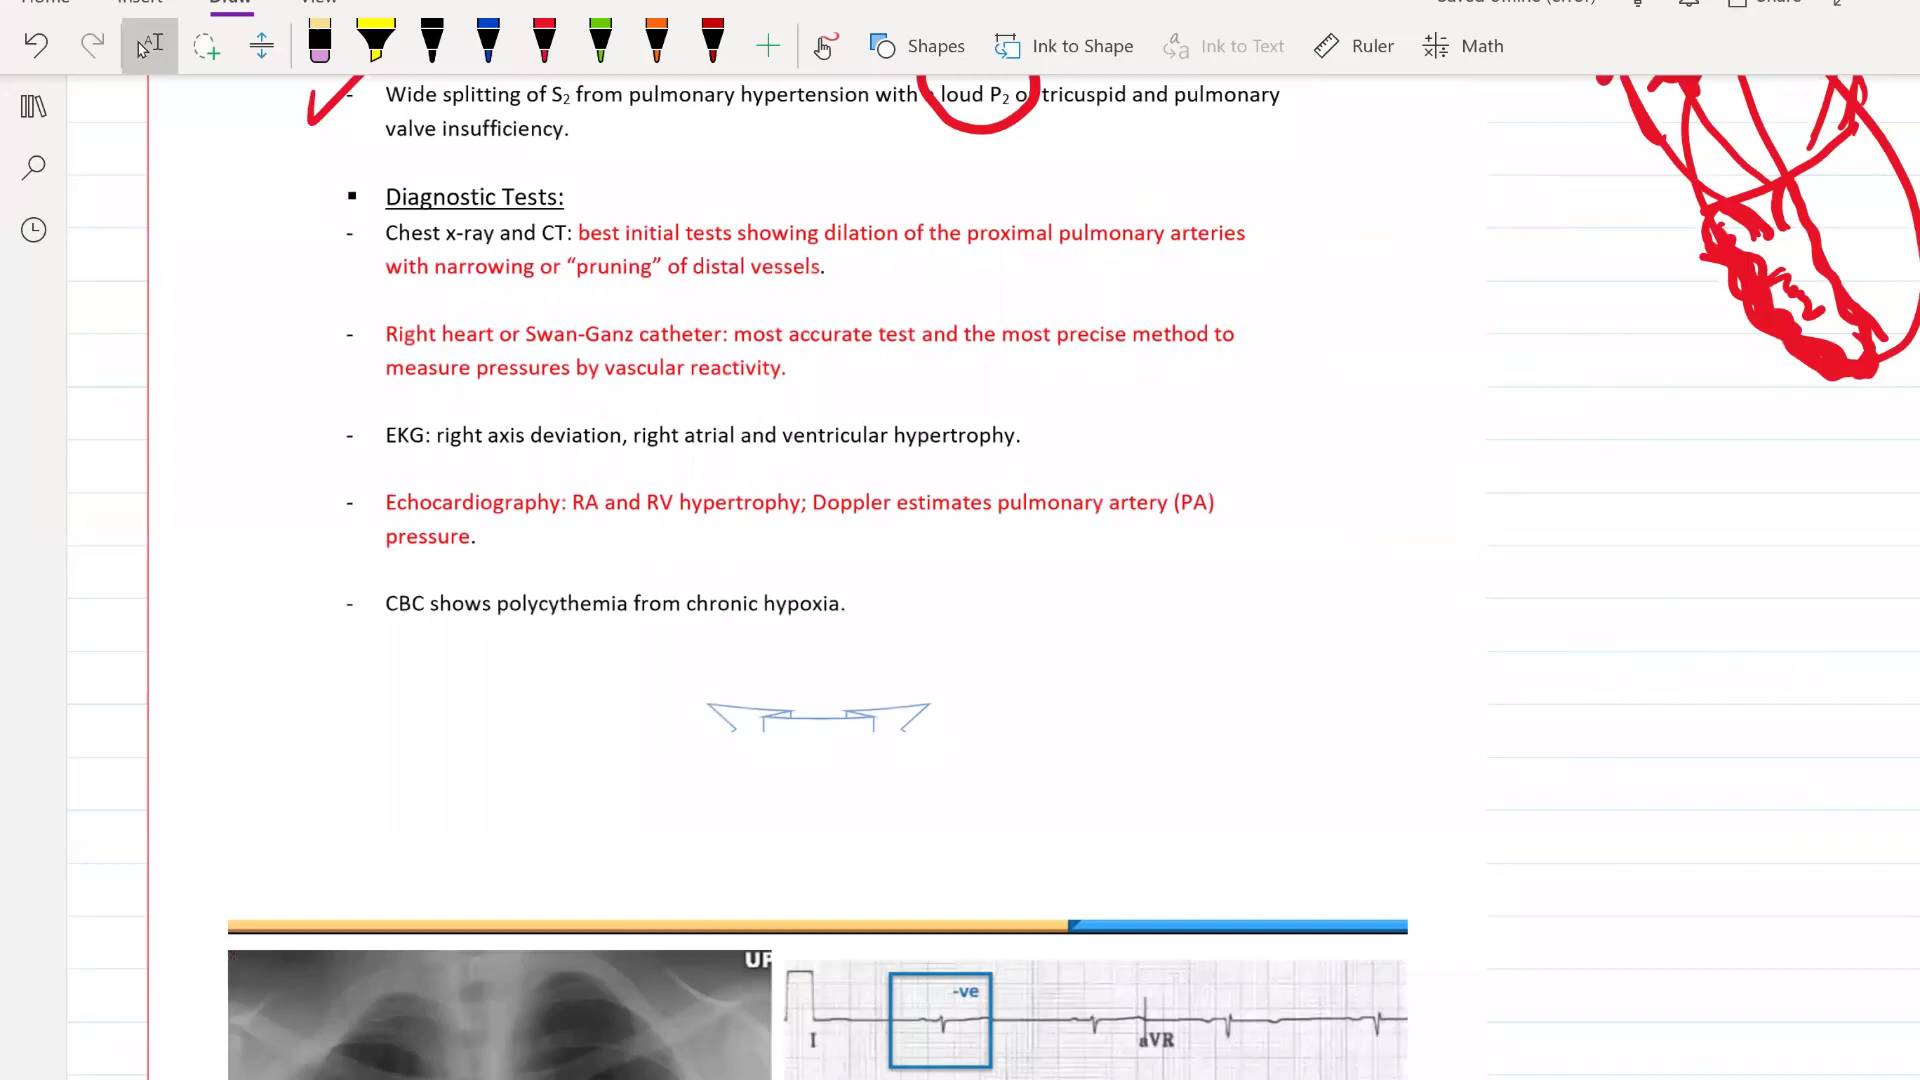 Home Insert Draw View
Shapes Ink to Shape Ink to Text Ruler Math
- Wide splitting of S₂ from pulmonary hypertension with loud P₂ tricuspid and pulmonary
valve insufficiency.
▪ Diagnostic Tests:
- Chest x-ray and CT: best initial tests showing dilation of the proximal pulmonary arteries
with narrowing or “pruning” of distal vessels.
- Right heart or Swan-Ganz catheter: most accurate test and the most precise method to
measure pressures by vascular reactivity.
- EKG: right axis deviation, right atrial and ventricular hypertrophy.
- Echocardiography: RA and RV hypertrophy; Doppler estimates pulmonary artery (PA)
pressure.
- CBC shows polycythemia from chronic hypoxia.
-ve
I aVR